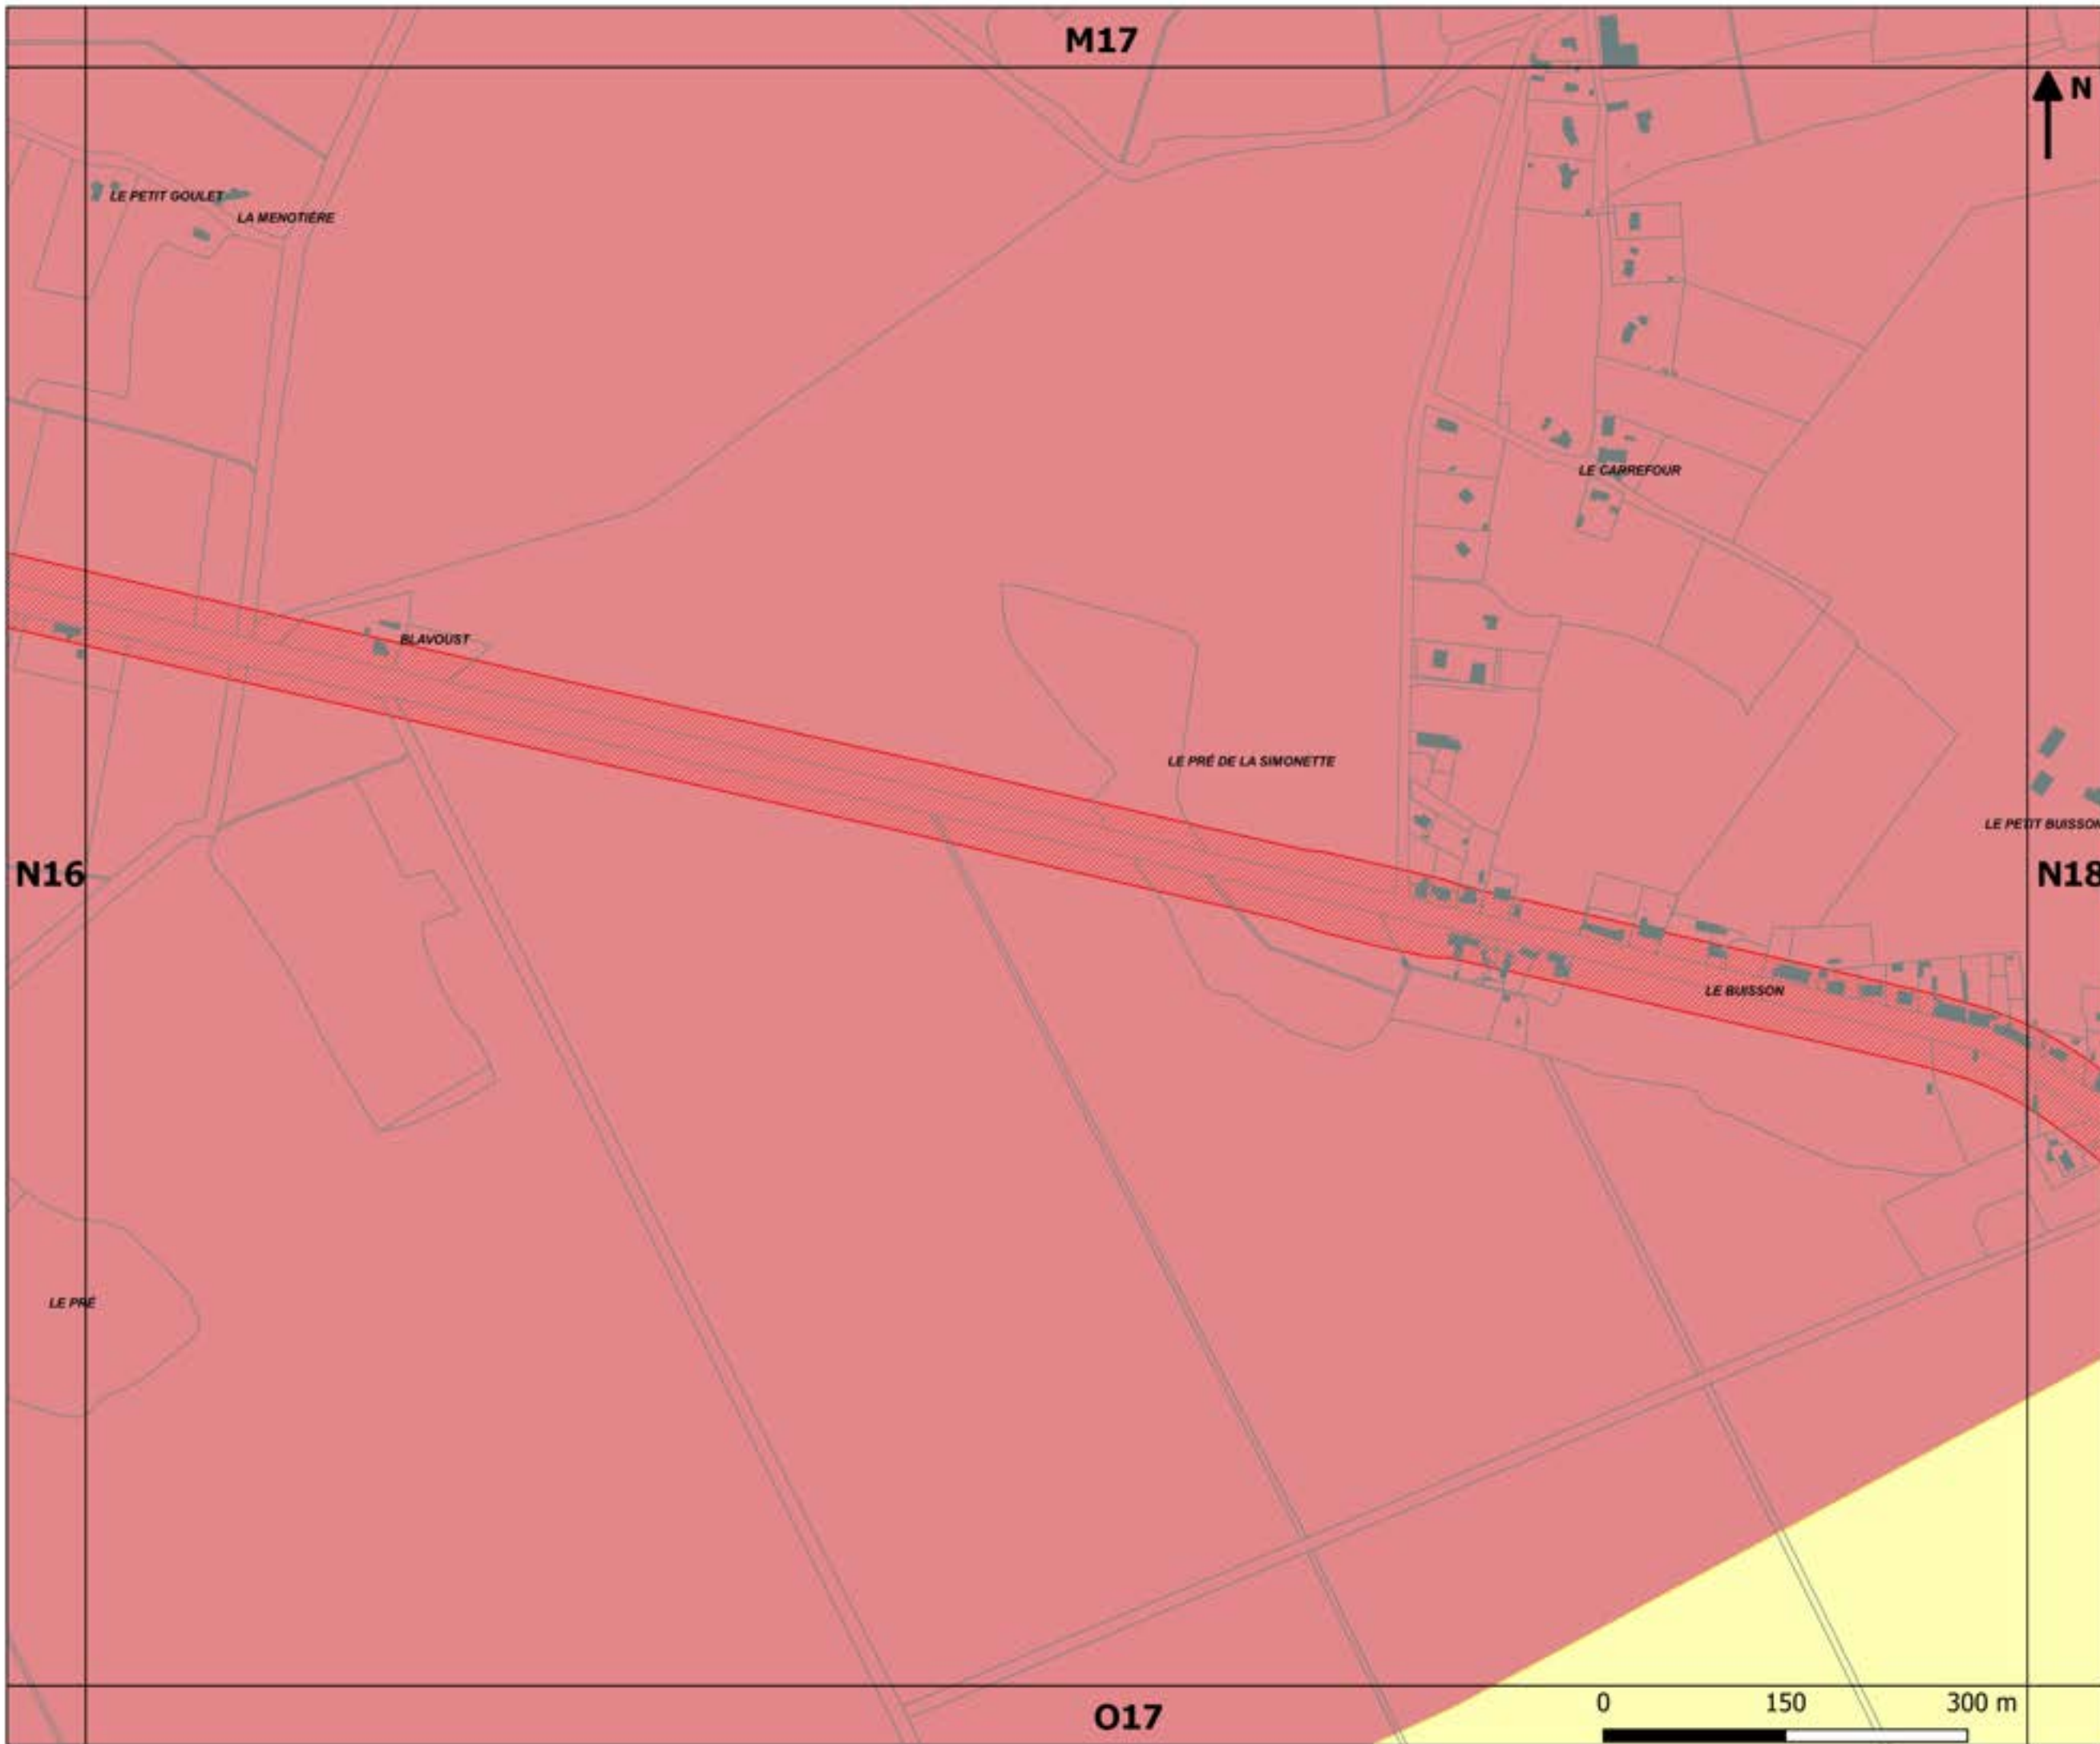 M17
N
LE PETIT GOULET
LA MENOTIÈRE
LE CARREFOUR
BLAVOUST
LE PRÉ DE LA SIMONETTE
LE PETIT BUISSON
N16
N18
LE BUISSON
LE PRÉ
O17
0 150 300 m